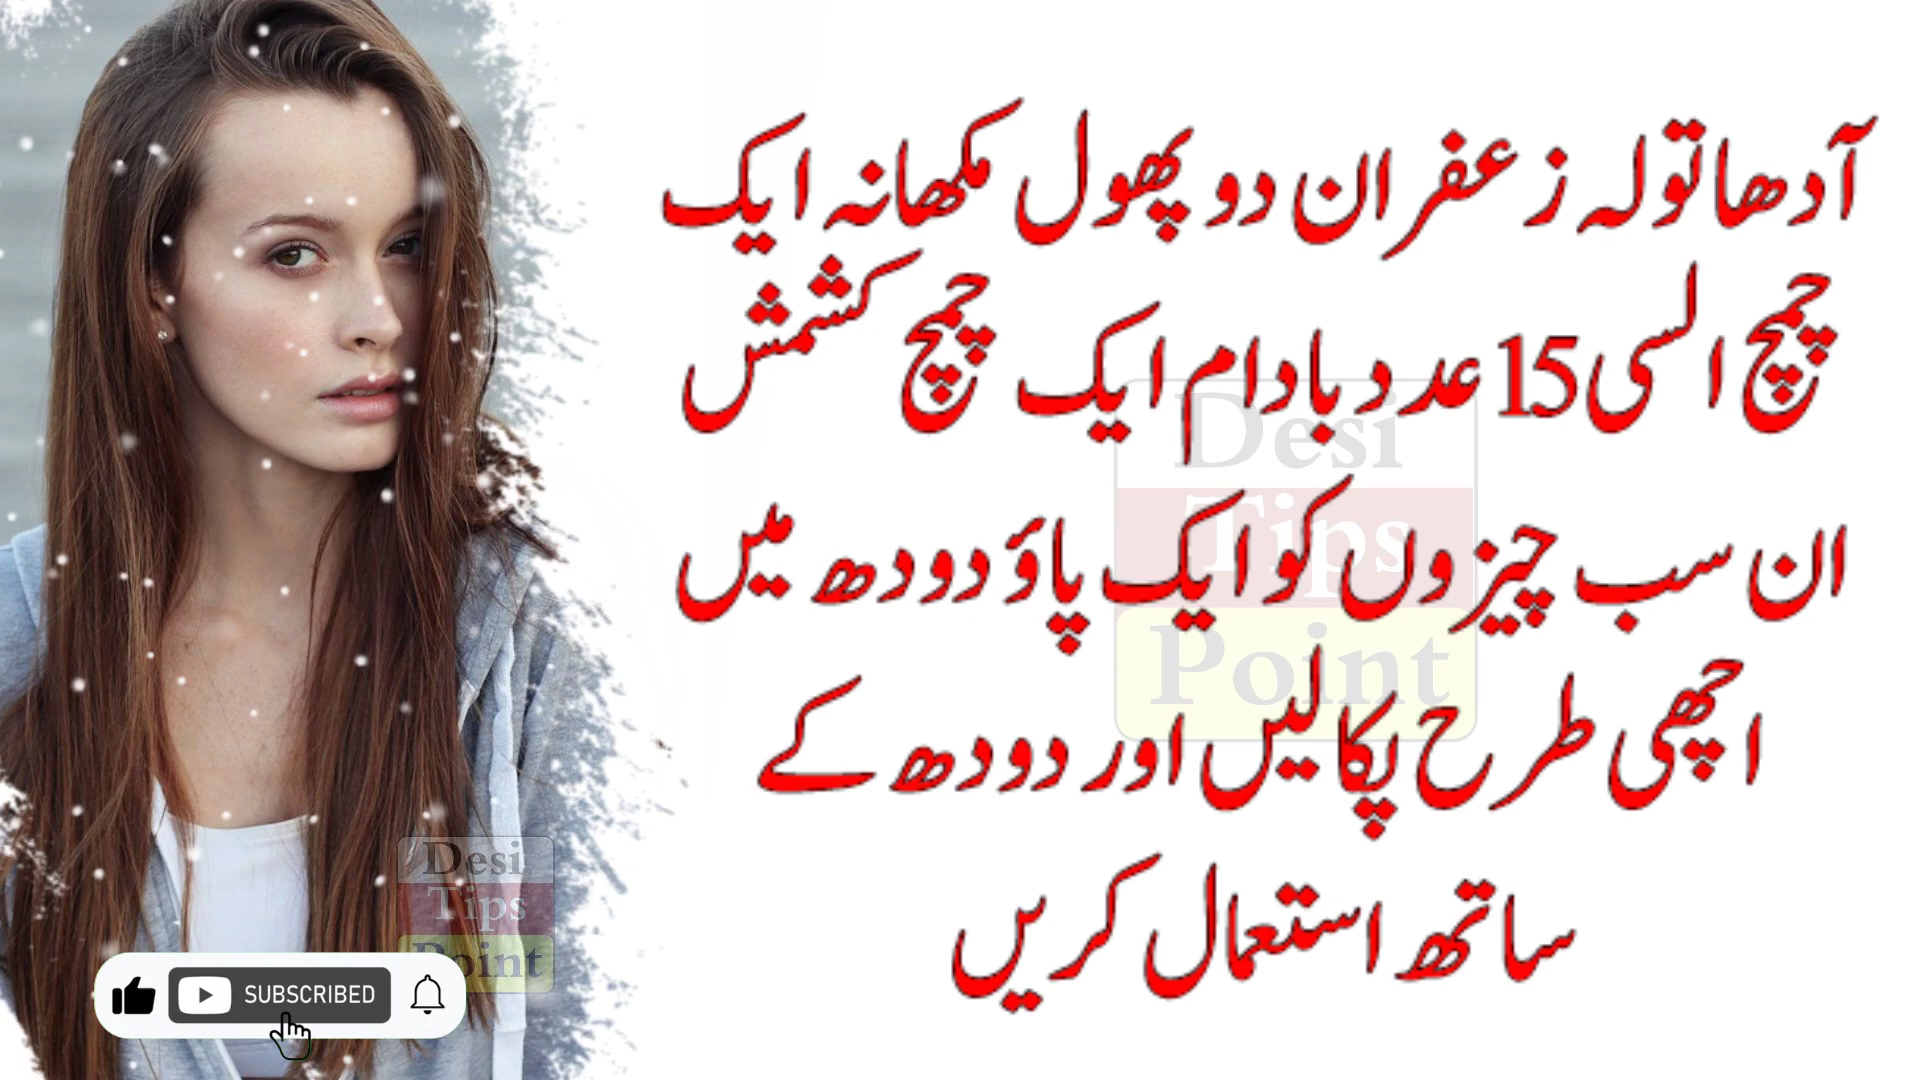 آدھا تولہ زعفران دو پھول مکھانہ ایک
چمچ السی 15 عدد بادام ایک چمچ کشمش
ان سب چیزوں کو ایک پاؤ دودھ میں
اچھی طرح پکا لیں اور دودھ کے
ساتھ استعمال کریں
Desi
Tips
Point
Desi
Tips
Point
SUBSCRIBED